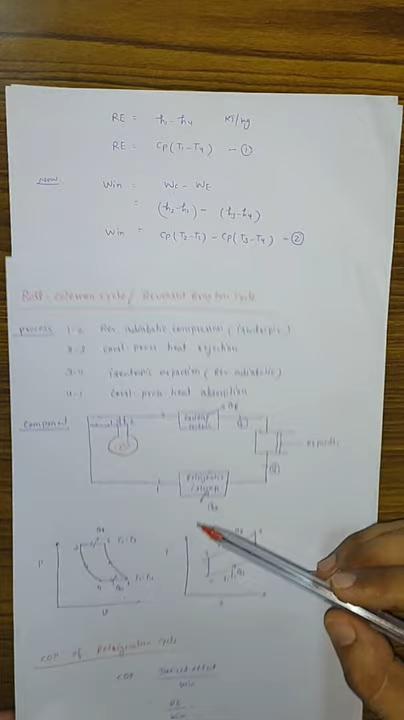 RE = h₁ - h₄ KJ/kg
RE = Cp(T₁-T₄) - ①
Now
Win = Wc - WE
= (h₂-h₁) - (h₃-h₄)
Win = Cp(T₂-T₁) - Cp(T₃-T₄) - ②
Bell-coleman cycle / Reversed Brayton cycle
process 1-2 Rev. adiabatic compression (isentropic)
2-3 const. press. heat rejection
3-4 isentropic expansion (Rev. adiabatic)
4-1 const. press. heat absorption
Component
Expander
P
V
COP of Refrigeration cycle
COP Desired effect
Win
RE
Win